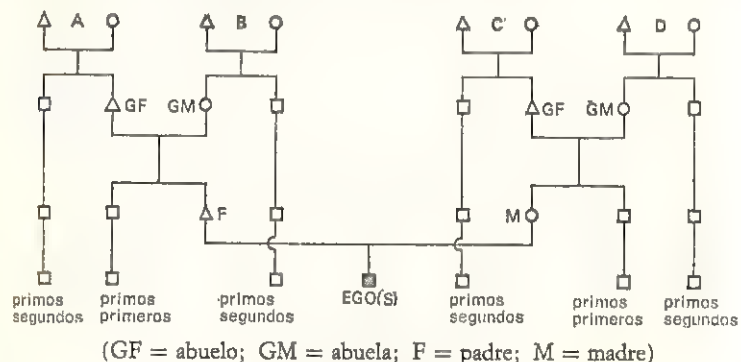 A B C' D
GF GM GF GM
F M
primos segundos primos primeros primos segundos EGO(S) primos segundos primos primeros primos segundos
(GF = abuelo; GM = abuela; F = padre; M = madre)